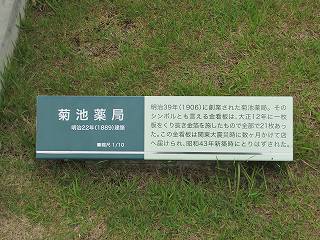 菊池薬局
明治22年(1889)建築
■縮尺 1/10
明治39年(1906)に創業された菊池薬局。その
シンボルとも言える金看板は、大正12年に一枚
板をくり抜き金箔を施したもので全部で21枚あっ
た。この金看板は関東大震災時に数ヶ月かけて店
へ届けられ、昭和43年新築時にとりはずされた。